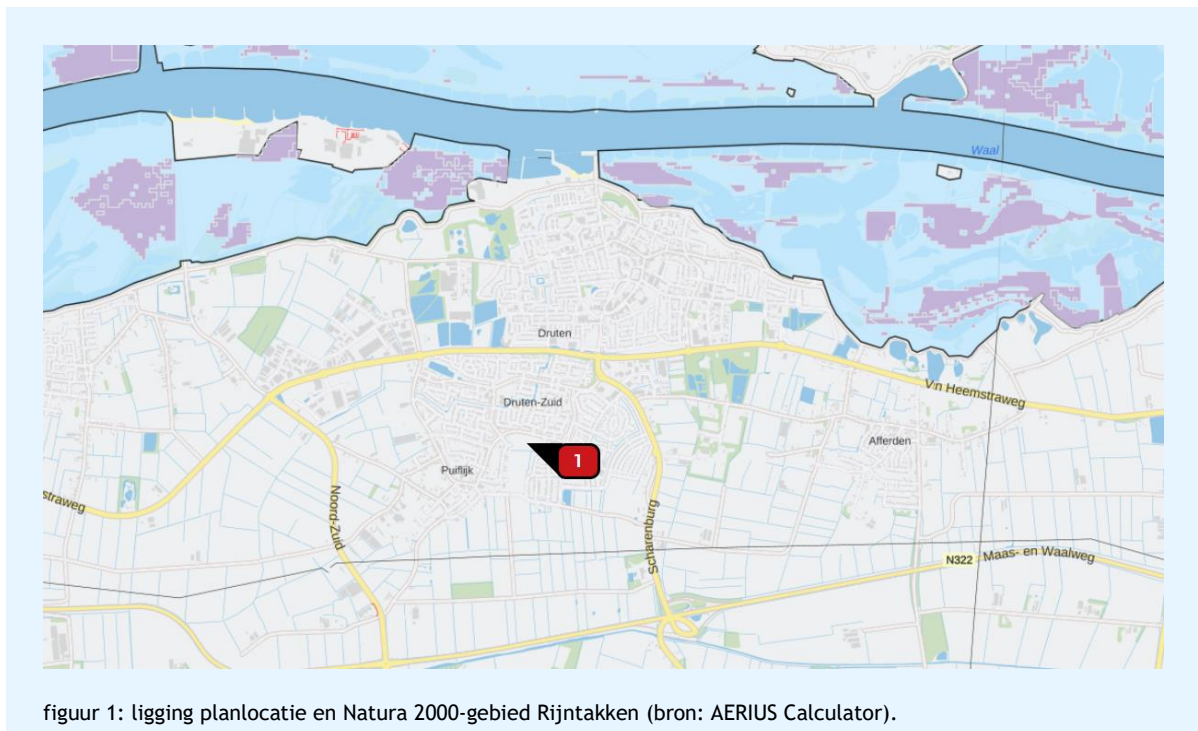 Waal
Druten
V.n Heemstraweg
Druten-Zuid
Afferden
1
Puiflijk
straweg
Noord-Zuid
Scharenburg
N322
Maas- en Waalweg
figuur 1: ligging planlocatie en Natura 2000-gebied Rijntakken (bron: AERIUS Calculator).